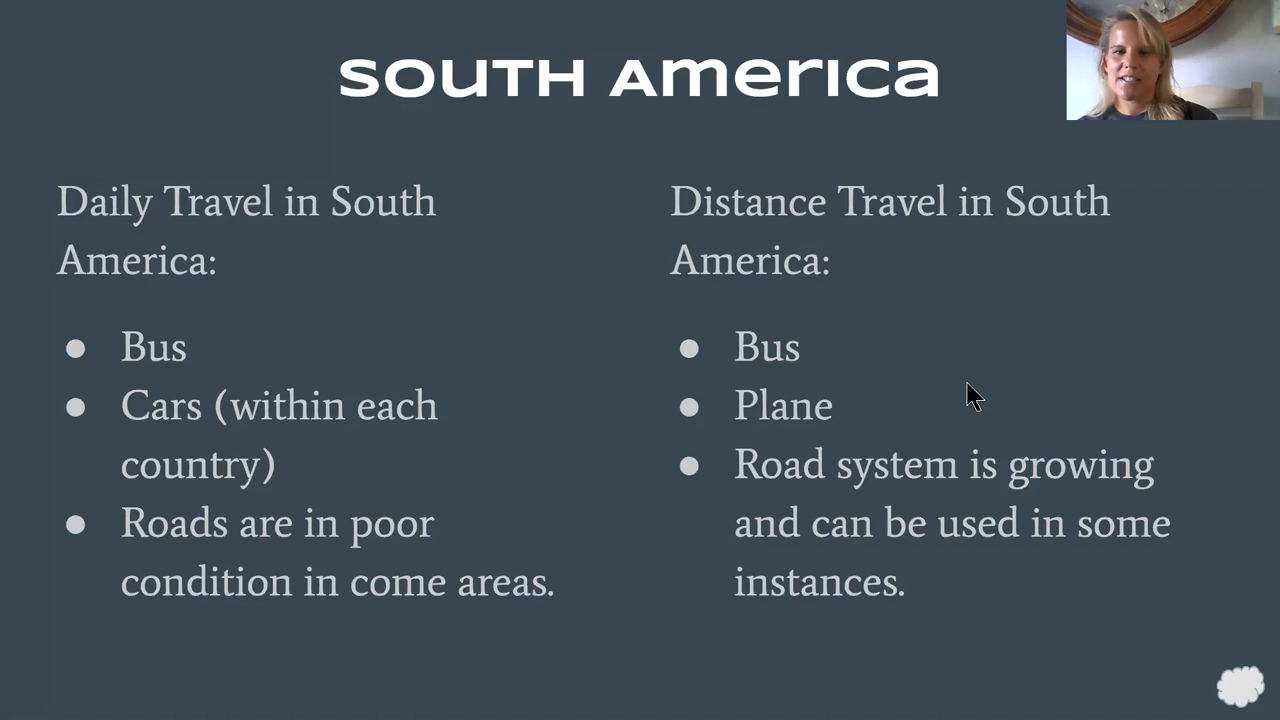 South America
Daily Travel in South
America:
● Bus
● Cars (within each
country)
● Roads are in poor
condition in come areas.
Distance Travel in South
America:
● Bus
● Plane
● Road system is growing
and can be used in some
instances.